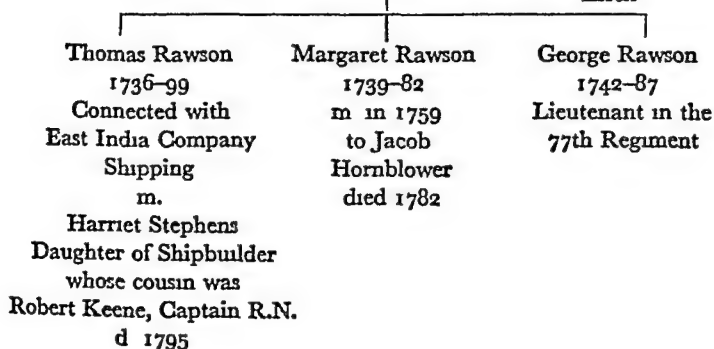 Thomas Rawson
1736–99
Connected with
East India Company
Shipping
m.
Harriet Stephens
Daughter of Shipbuilder
whose cousin was
Robert Keene, Captain R.N.
d 1795
Margaret Rawson
1739–82
m in 1759
to Jacob
Hornblower
died 1782
George Rawson
1742–87
Lieutenant in the
77th Regiment